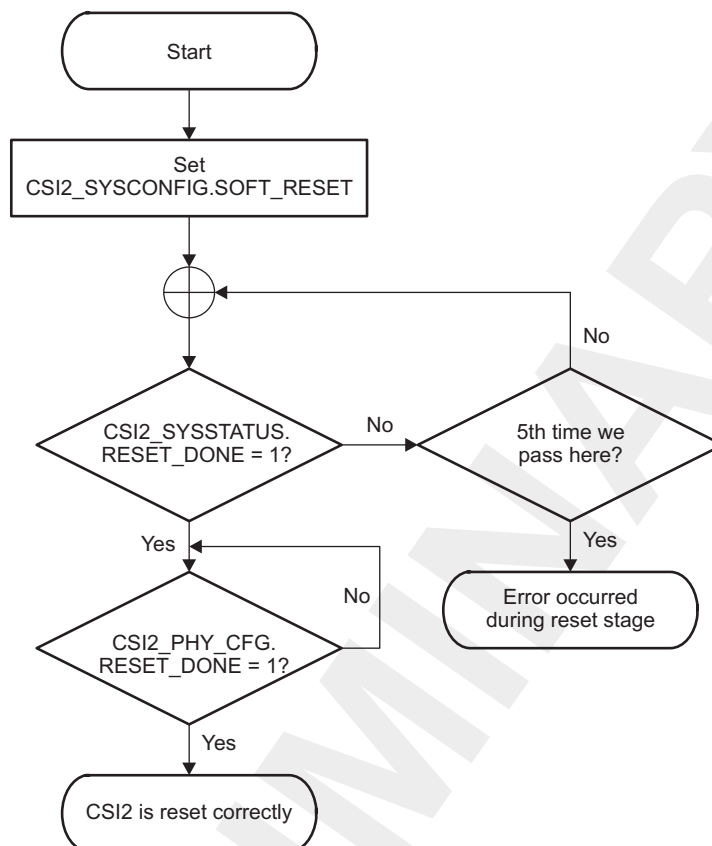 Start
Set
CSI2_SYSCONFIG.SOFT_RESET
No
CSI2_SYSSTATUS.
RESET_DONE = 1?
No
5th time we
pass here?
Yes
Yes
No
Error occurred
during reset stage
CSI2_PHY_CFG.
RESET_DONE = 1?
Yes
CSI2 is reset correctly